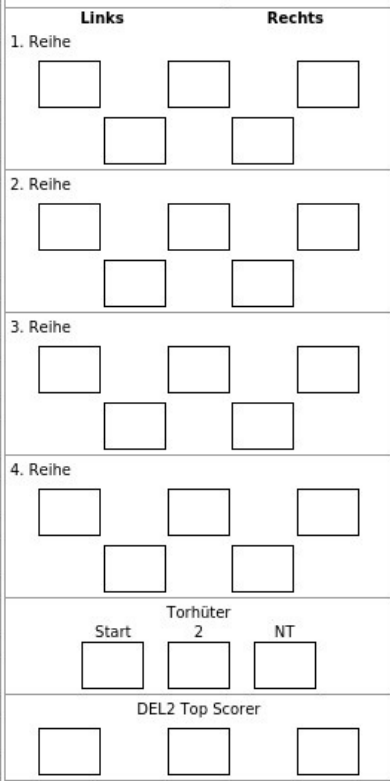 Links Rechts
1. Reihe
2. Reihe
3. Reihe
4. Reihe
Torhüter
Start 2 NT
DEL2 Top Scorer